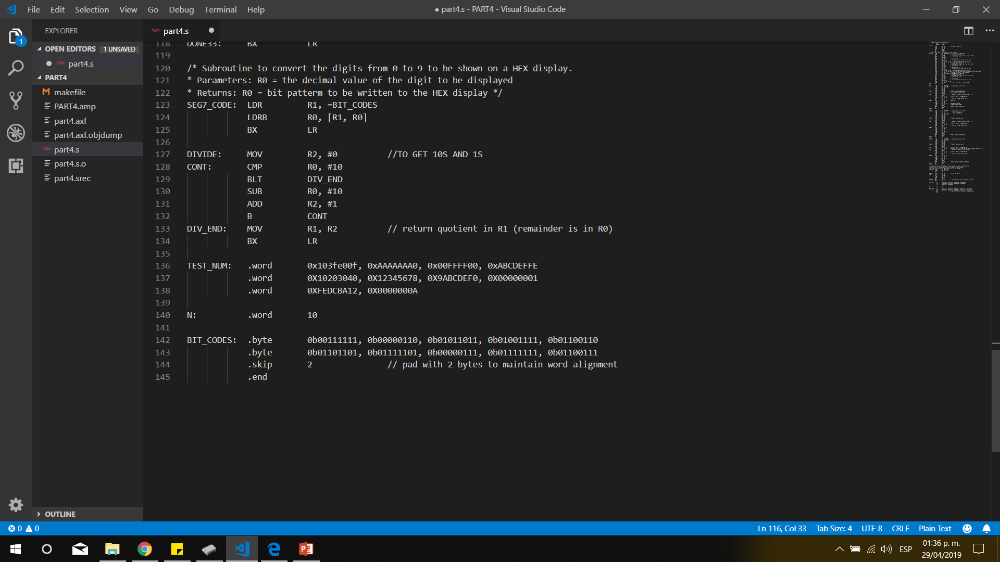 File Edit Selection View Go Debug Terminal Help
● part4.s - PART4 - Visual Studio Code
EXPLORER
OPEN EDITORS 1 UNSAVED
ASM part4.s
PART4
M makefile
PART4.amp
part4.axf
part4.axf.objdump
ASM part4.s
part4.s.o
part4.srec
OUTLINE
1
ASM part4.s
118 DONE33: BX LR
119
120 /* Subroutine to convert the digits from 0 to 9 to be shown on a HEX display.
121 * Parameters: R0 = the decimal value of the digit to be displayed
122 * Returns: R0 = bit patterm to be written to the HEX display */
123 SEG7_CODE: LDR R1, =BIT_CODES
124 LDRB R0, [R1, R0]
125 BX LR
126
127 DIVIDE: MOV R2, #0 //TO GET 10S AND 1S
128 CONT: CMP R0, #10
129 BLT DIV_END
130 SUB R0, #10
131 ADD R2, #1
132 B CONT
133 DIV_END: MOV R1, R2 // return quotient in R1 (remainder is in R0)
134 BX LR
135
136 TEST_NUM: .word 0x103fe00f, 0xAAAAAAA0, 0x00FFFF00, 0xABCDEFFE
137 .word 0X10203040, 0X12345678, 0X9ABCDEF0, 0X00000001
138 .word 0XFEDCBA12, 0X0000000A
139
140 N: .word 10
141
142 BIT_CODES: .byte 0b00111111, 0b00000110, 0b01011011, 0b01001111, 0b01100110
143 .byte 0b01101101, 0b01111101, 0b00000111, 0b01111111, 0b01100111
144 .skip 2 // pad with 2 bytes to maintain word alignment
145 .end
0 0
Ln 116, Col 33 Tab Size: 4 UTF-8 CRLF Plain Text
ESP
01:36 p. m.
29/04/2019